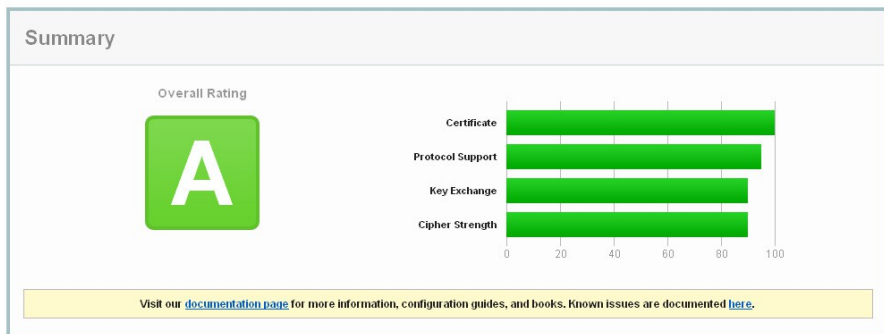 Summary
Overall Rating
A
Certificate
Protocol Support
Key Exchange
Cipher Strength
0 20 40 60 80 100
Visit our documentation page for more information, configuration guides, and books. Known issues are documented here.